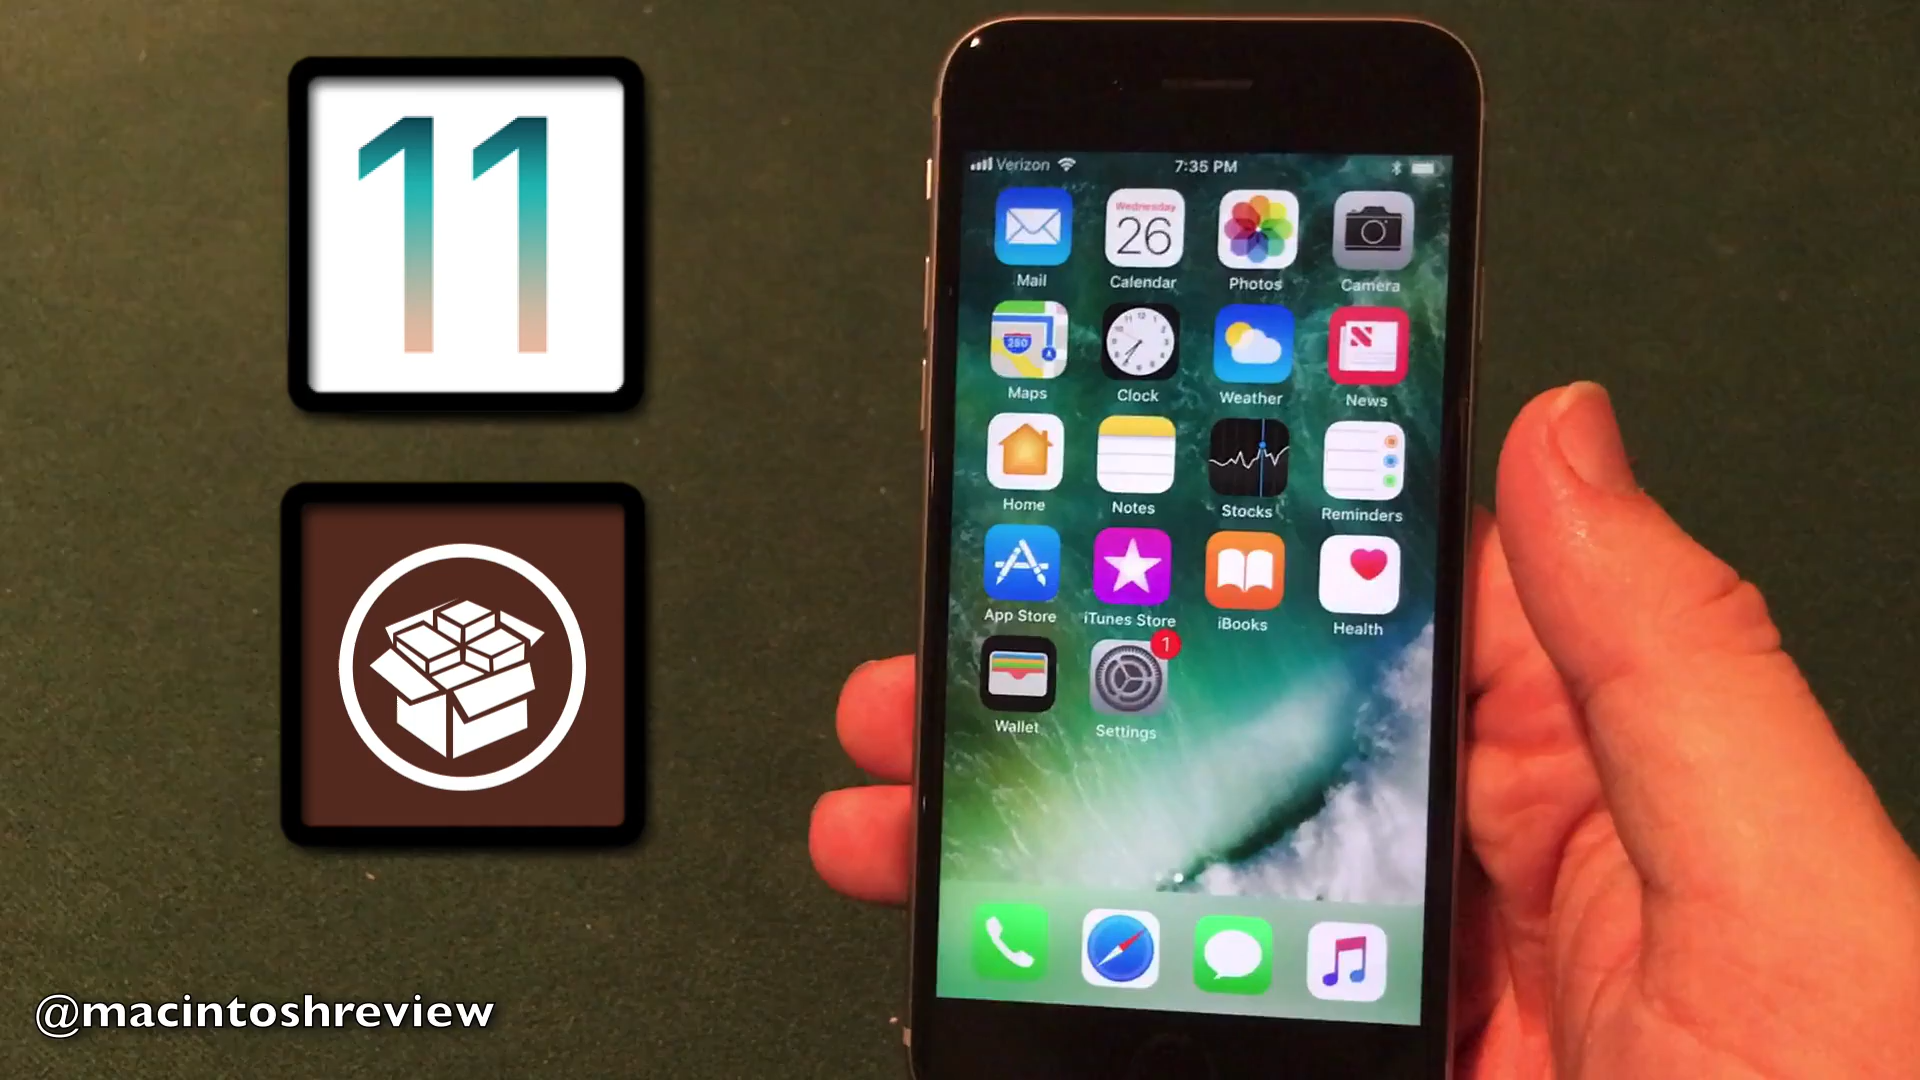 11
Verizon 7:35 PM
Wednesday
26
Mail Calendar Photos Camera
280
Maps Clock Weather News
Home Notes Stocks Reminders
App Store iTunes Store iBooks Health
1
Wallet Settings
@macintoshreview